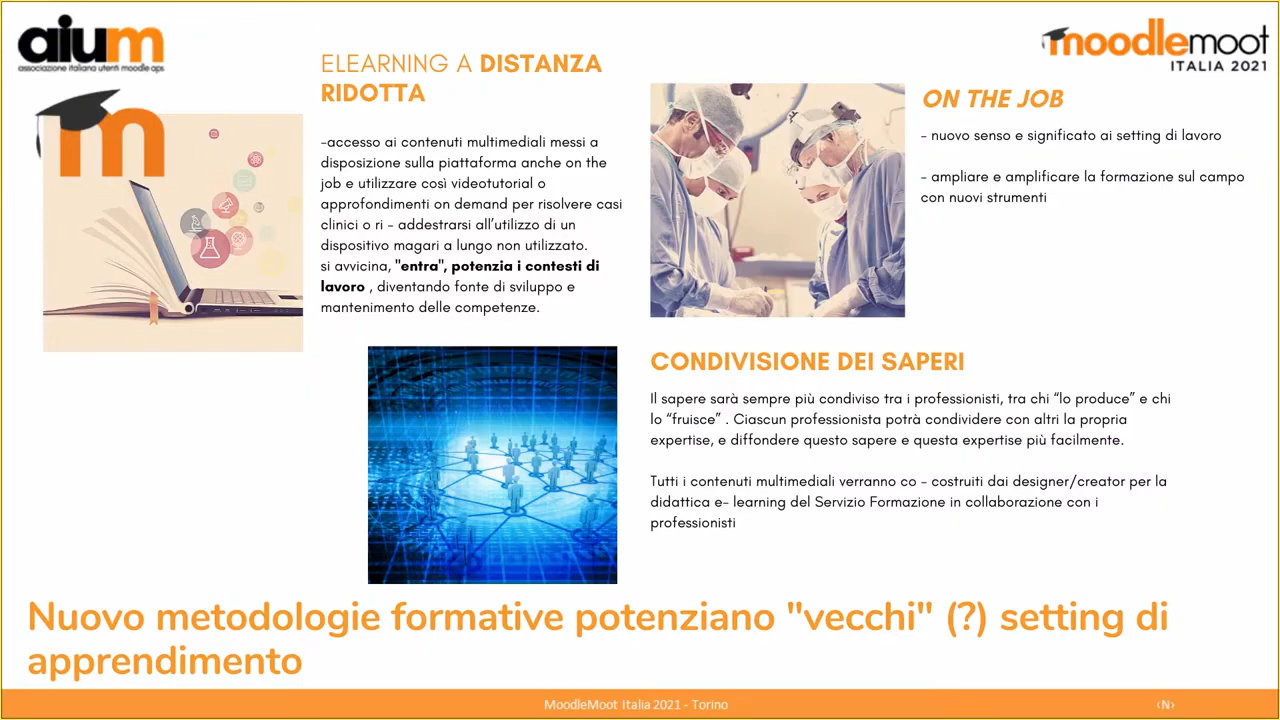 aium
associazione italiana utenti moodle aps
moodlemoot
ITALIA 2021
m
ELEARNING A DISTANZA
RIDOTTA
-accesso ai contenuti multimediali messi a
disposizione sulla piattaforma anche on the
job e utilizzare così videotutorial o
approfondimenti on demand per risolvere casi
clinici o ri - addestrarsi all'utilizzo di un
dispositivo magari a lungo non utilizzato.
si avvicina, "entra", potenzia i contesti di
lavoro , diventando fonte di sviluppo e
mantenimento delle competenze.
ON THE JOB
- nuovo senso e significato ai setting di lavoro
- ampliare e amplificare la formazione sul campo
con nuovi strumenti
CONDIVISIONE DEI SAPERI
Il sapere sarà sempre più condiviso tra i professionisti, tra chi “lo produce” e chi
lo “fruisce” . Ciascun professionista potrà condividere con altri la propria
expertise, e diffondere questo sapere e questa expertise più facilmente.
Tutti i contenuti multimediali verranno co - costruiti dai designer/creator per la
didattica e- learning del Servizio Formazione in collaborazione con i
professionisti
Nuovo metodologie formative potenziano "vecchi" (?) setting di
apprendimento
MoodleMoot Italia 2021 - Torino
‹N›